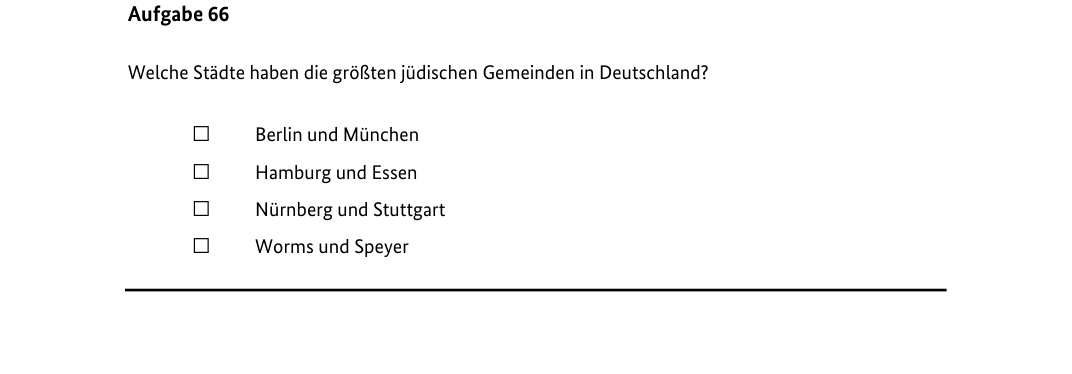 Aufgabe 66
Welche Städte haben die größten jüdischen Gemeinden in Deutschland?
☐ Berlin und München
☐ Hamburg und Essen
☐ Nürnberg und Stuttgart
☐ Worms und Speyer